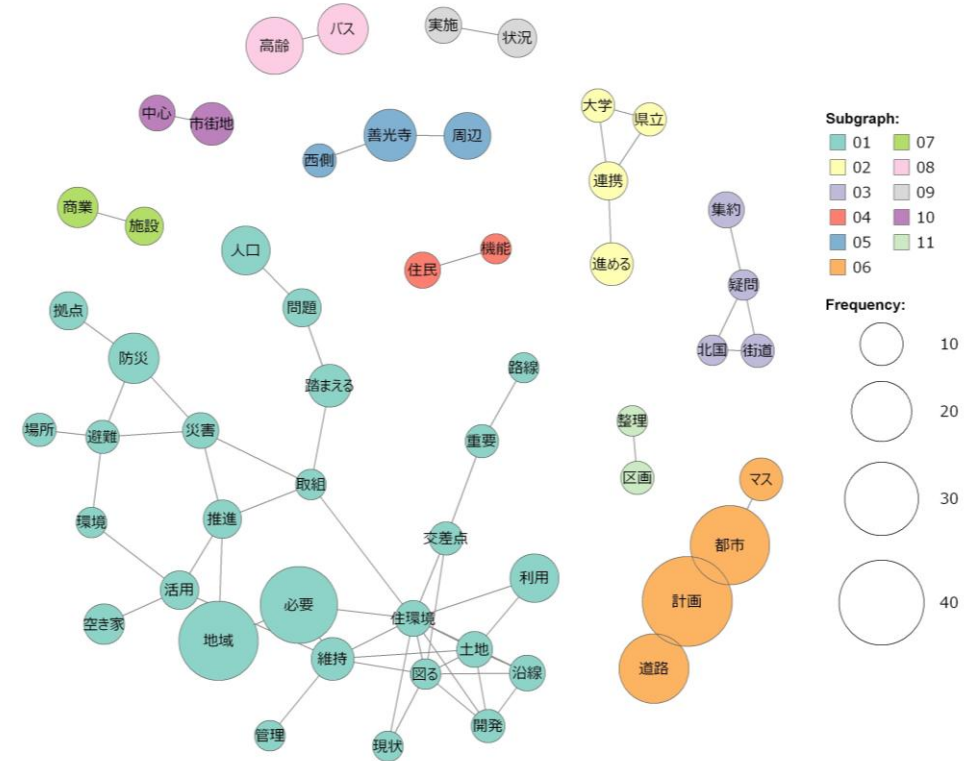 バス
高齢
実施
状況
中心
市街地
善光寺
周辺
西側
大学
県立
連携
進める
商業
施設
人口
住民
機能
集約
疑問
北国
街道
拠点
問題
防災
踏まえる
路線
場所
避難
災害
重要
整理
区画
取組
マス
環境
推進
交差点
都市
活用
必要
利用
計画
空き家
地域
住環境
維持
土地
図る
沿線
道路
管理
現状
開発
Subgraph:
01 07
02 08
03 09
04 10
05 11
06
Frequency:
10
20
30
40